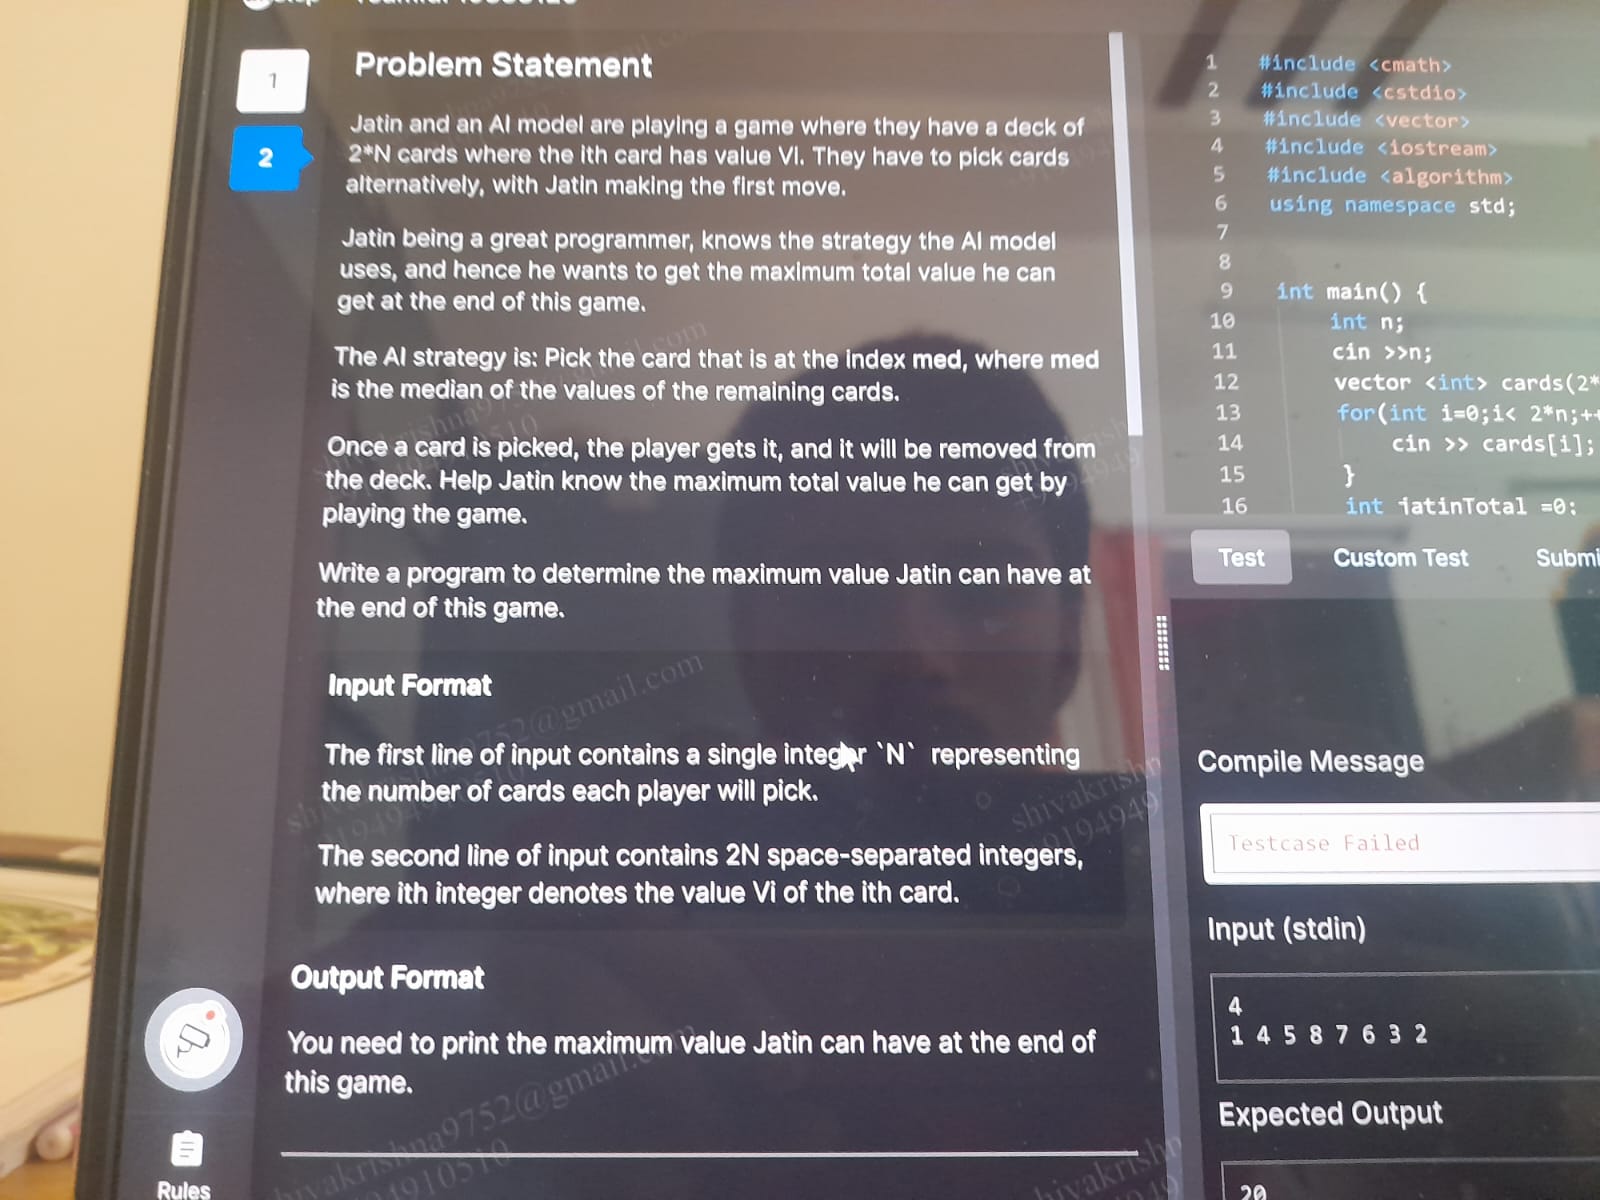 1
2
Problem Statement
Jatin and an AI model are playing a game where they have a deck of
2*N cards where the ith card has value Vi. They have to pick cards
alternatively, with Jatin making the first move.
Jatin being a great programmer, knows the strategy the AI model
uses, and hence he wants to get the maximum total value he can
get at the end of this game.
The AI strategy is: Pick the card that is at the index med, where med
is the median of the values of the remaining cards.
Once a card is picked, the player gets it, and it will be removed from
the deck. Help Jatin know the maximum total value he can get by
playing the game.
Write a program to determine the maximum value Jatin can have at
the end of this game.
Input Format
The first line of input contains a single integer `N` representing
the number of cards each player will pick.
The second line of input contains 2N space-separated integers,
where ith integer denotes the value Vi of the ith card.
Output Format
You need to print the maximum value Jatin can have at the end of
this game.
Rules
1 #include <cmath>
2 #include <cstdio>
3 #include <vector>
4 #include <iostream>
5 #include <algorithm>
6 using namespace std;
7
8
9 int main() {
10 int n;
11 cin >>n;
12 vector <int> cards(2*
13 for(int i=0;i< 2*n;++
14 cin >> cards[i];
15 }
16 int jatinTotal =0;
Test Custom Test Submi
Compile Message
Testcase Failed
Input (stdin)
4
1 4 5 8 7 6 3 2
Expected Output
20